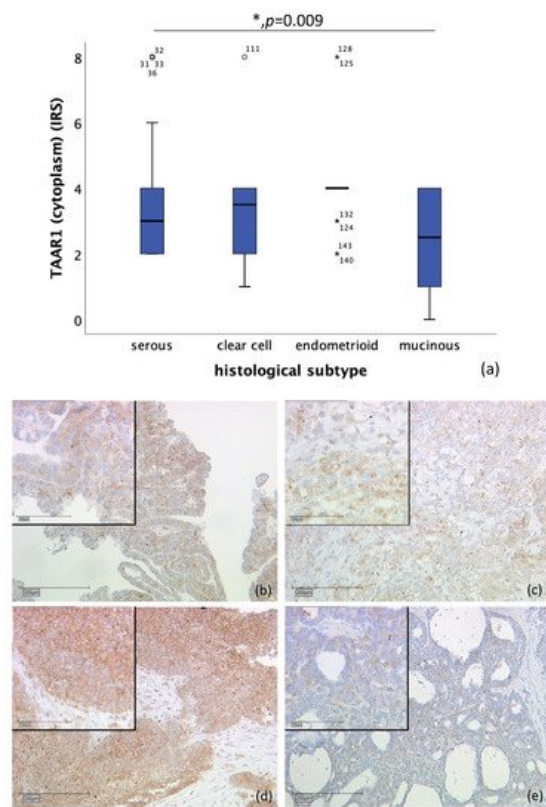 *,p=0.009
TAAR1 (cytoplasm) (IRS)
8
6
4
2
0
32
31 33
36
111
128
125
132
124
143
140
serous clear cell endometrioid mucinous
histological subtype
(a)
(b)
(c)
(d)
(e)